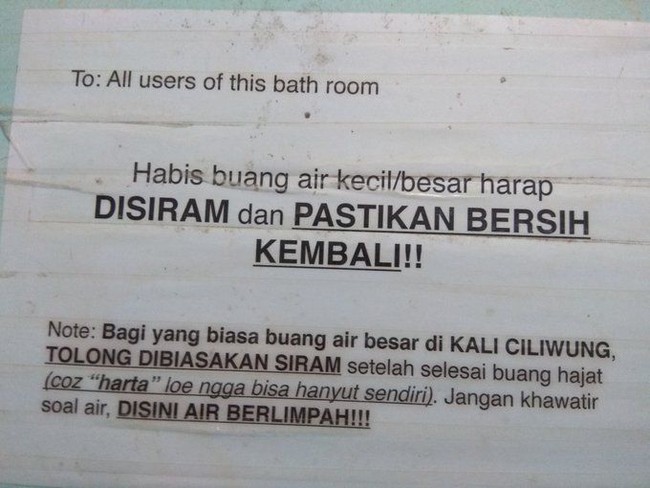 To: All users of this bath room
Habis buang air kecil/besar harap
DISIRAM dan PASTIKAN BERSIH
KEMBALI!!
Note: Bagi yang biasa buang air besar di KALI CILIWUNG,
TOLONG DIBIASAKAN SIRAM setelah selesai buang hajat
(coz “harta” loe ngga bisa hanyut sendiri). Jangan khawatir
soal air, DISINI AIR BERLIMPAH!!!